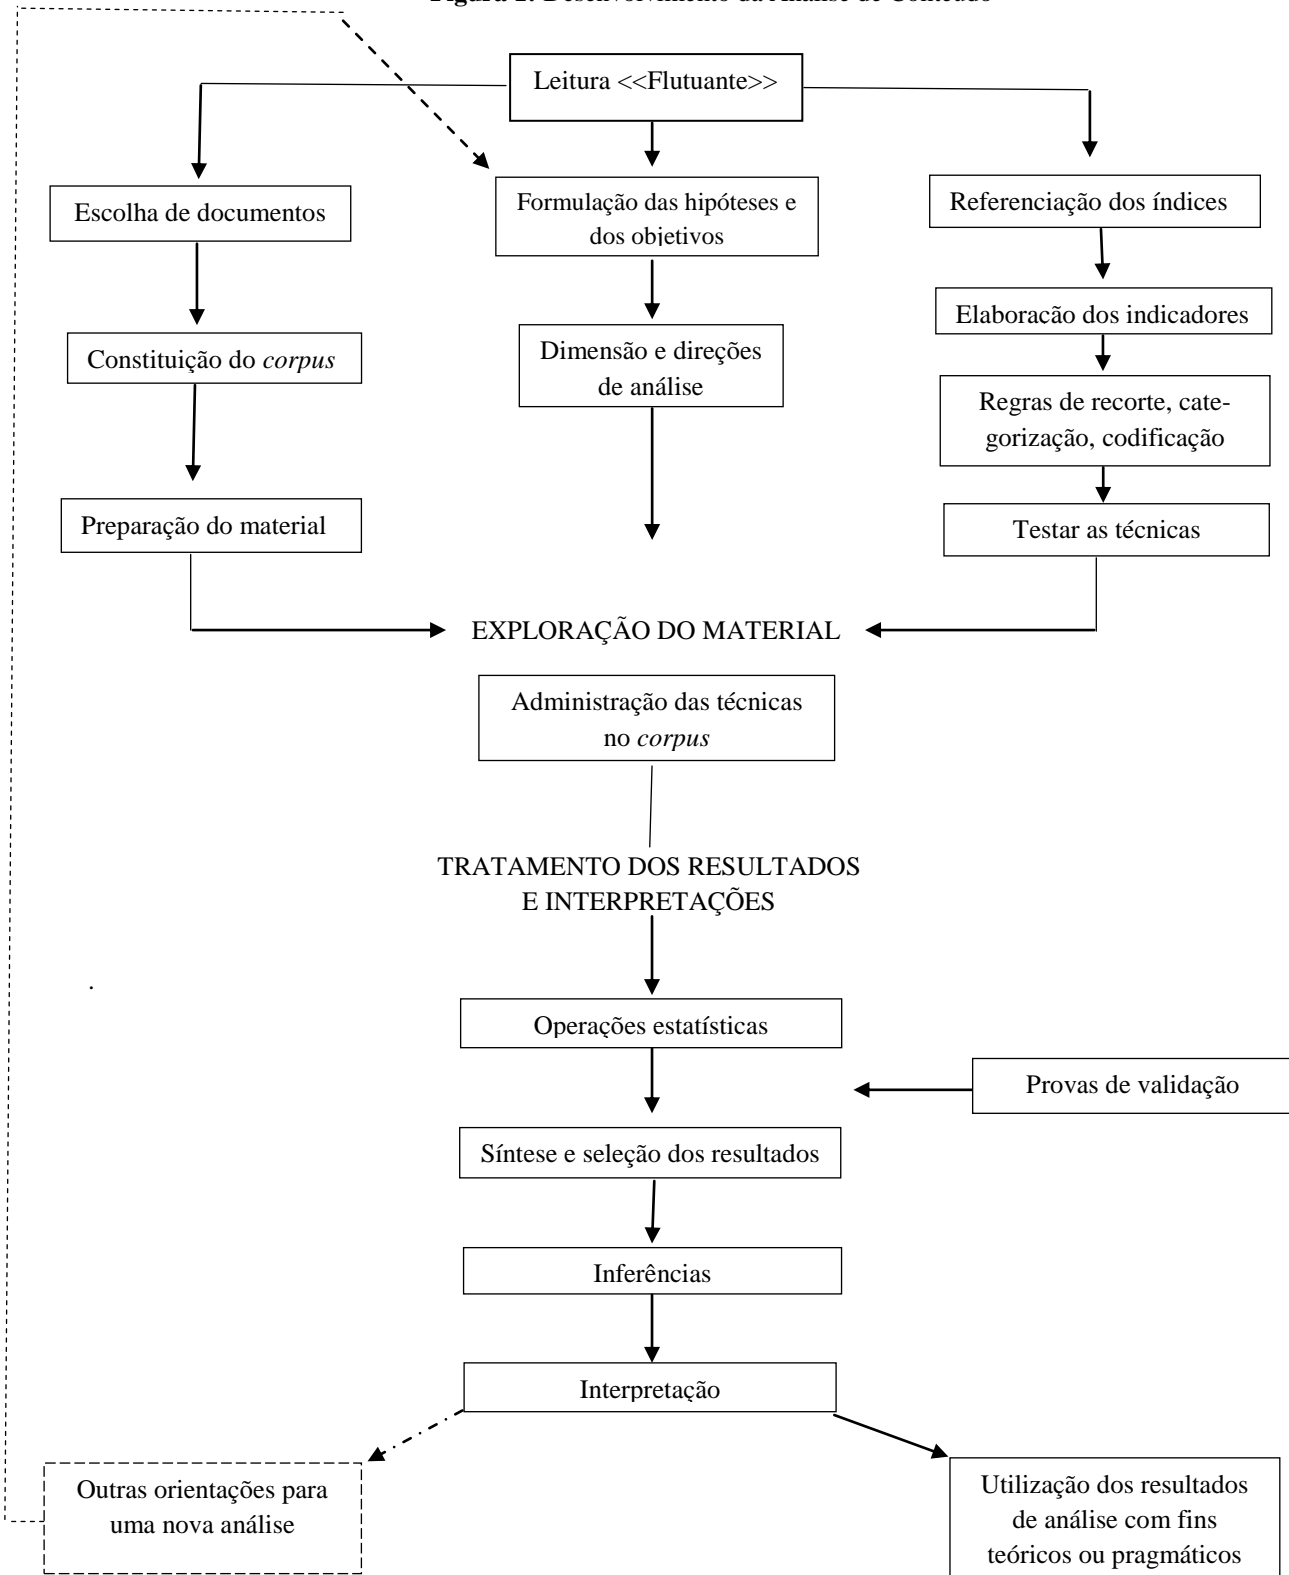 Leitura <<Flutuante>>
Escolha de documentos
Formulação das hipóteses e
dos objetivos
Referenciação dos índices
Constituição do corpus
Dimensão e direções
de análise
Elaboração dos indicadores
Regras de recorte, cate-
gorização, codificação
Preparação do material
Testar as técnicas
EXPLORAÇÃO DO MATERIAL
Administração das técnicas
no corpus
TRATAMENTO DOS RESULTADOS
E INTERPRETAÇÕES
.
Operações estatísticas
Provas de validação
Síntese e seleção dos resultados
Inferências
Interpretação
Outras orientações para
uma nova análise
Utilização dos resultados
de análise com fins
teóricos ou pragmáticos